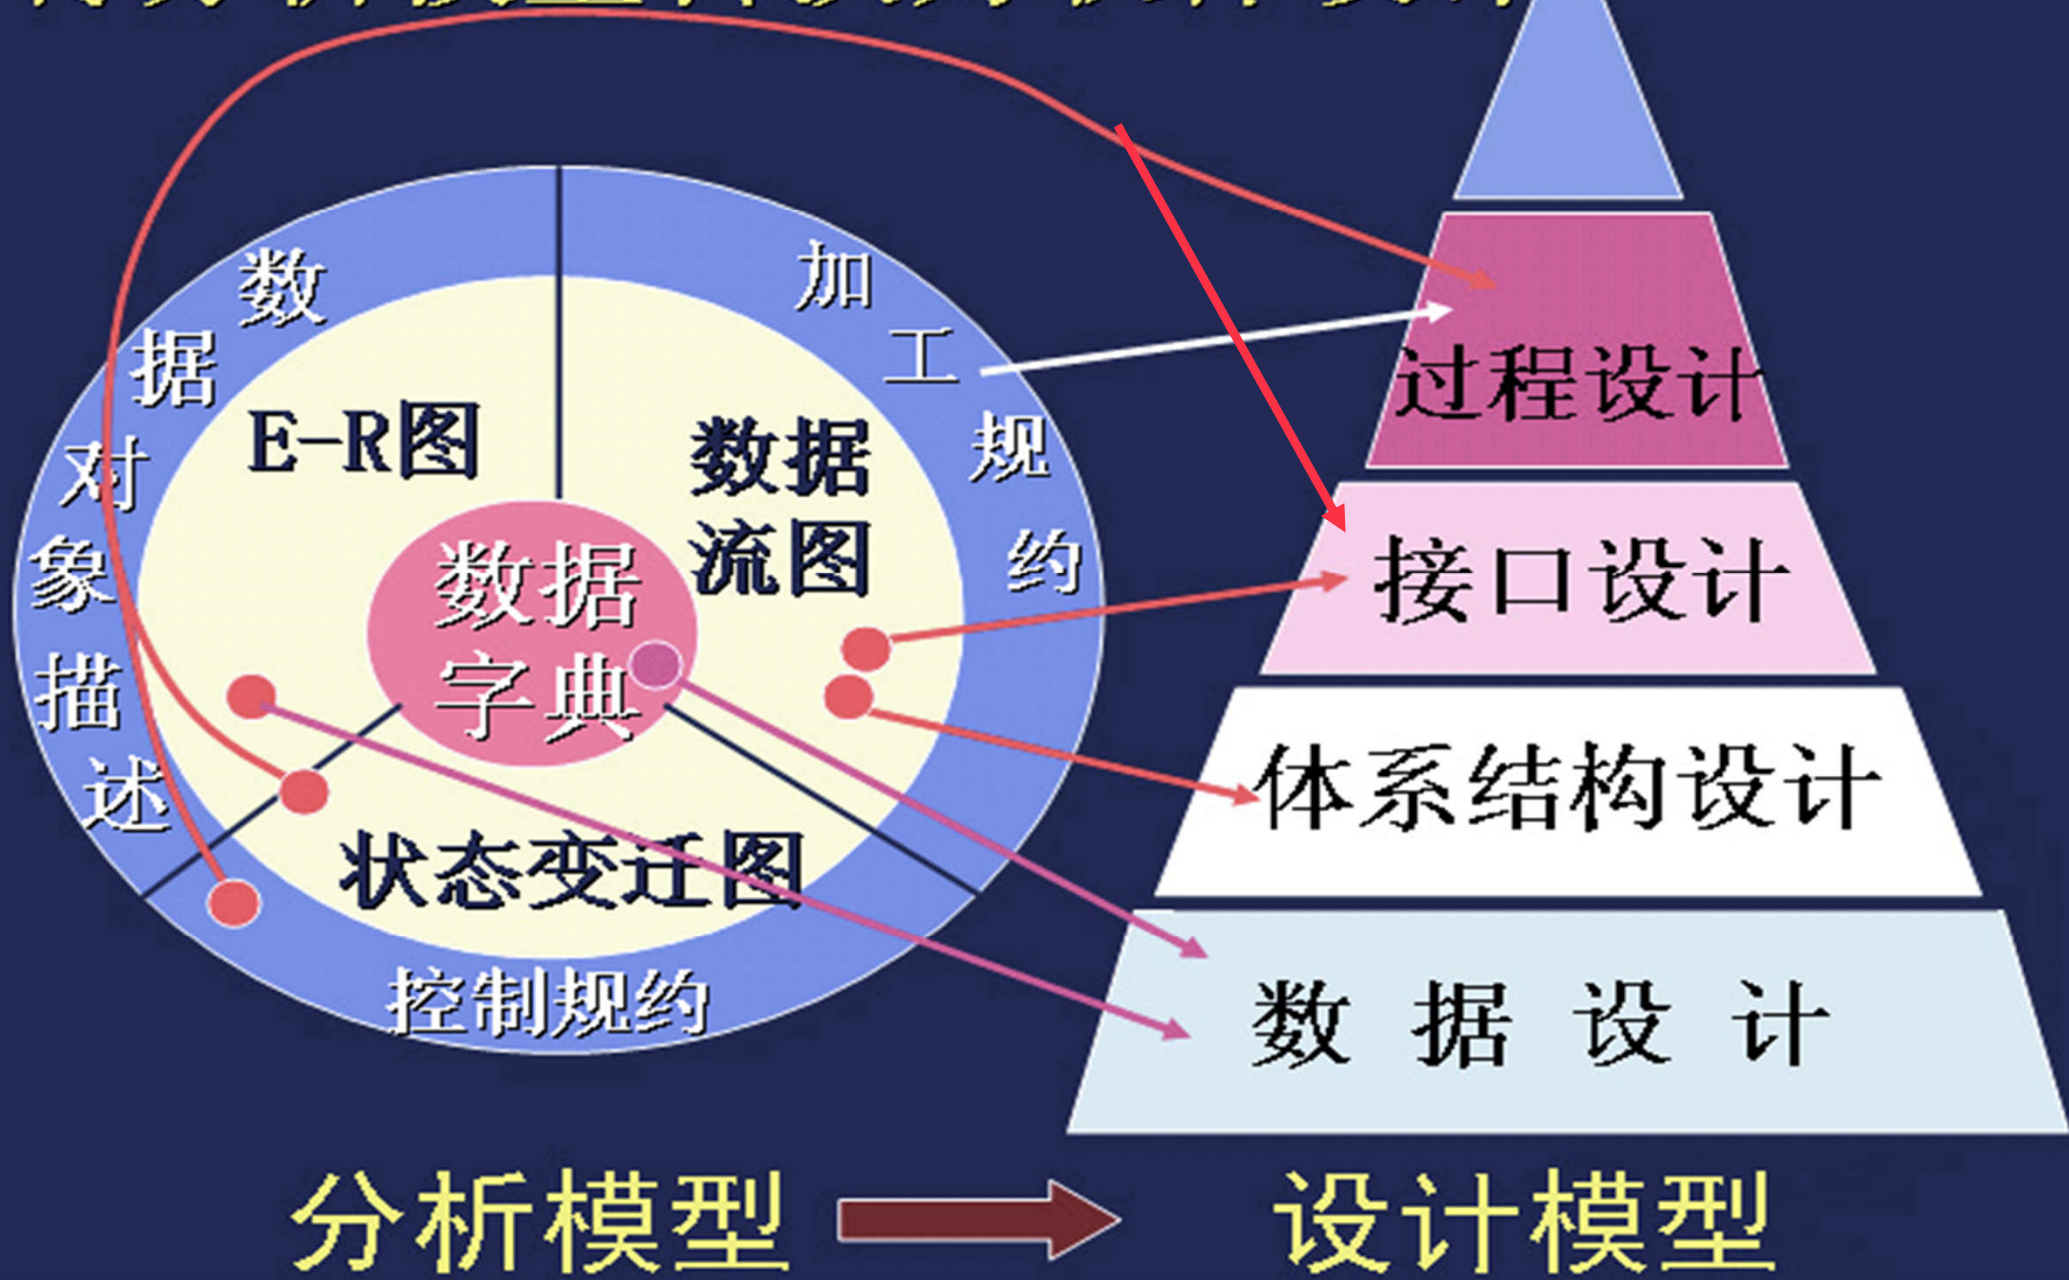 数据对象描述
加工规约
E-R图
数据
流图
数据
字典
状态变迁图
控制规约
过程设计
接口设计
体系结构设计
数据设计
分析模型
设计模型